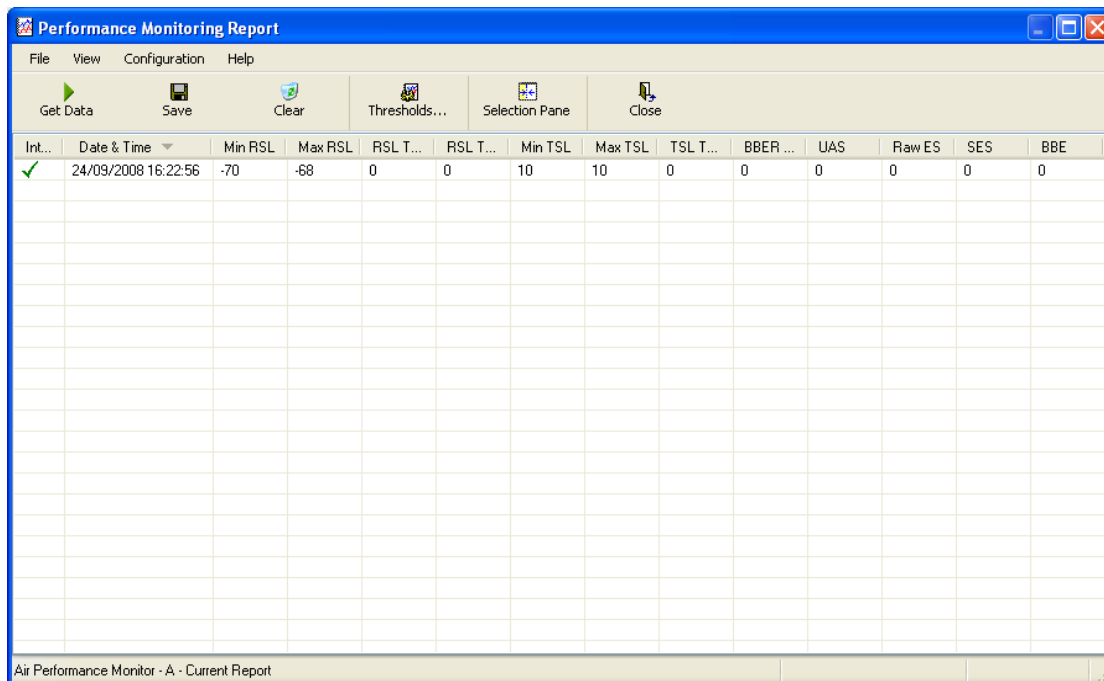 Performance Monitoring Report
File View Configuration Help
Get Data Save Clear Thresholds... Selection Pane Close
Int... Date & Time Min RSL Max RSL RSL T... RSL T... Min TSL Max TSL TSL T... BBER ... UAS Raw ES SES BBE
24/09/2008 16:22:56 -70 -68 0 0 10 10 0 0 0 0 0 0
Air Performance Monitor - A - Current Report